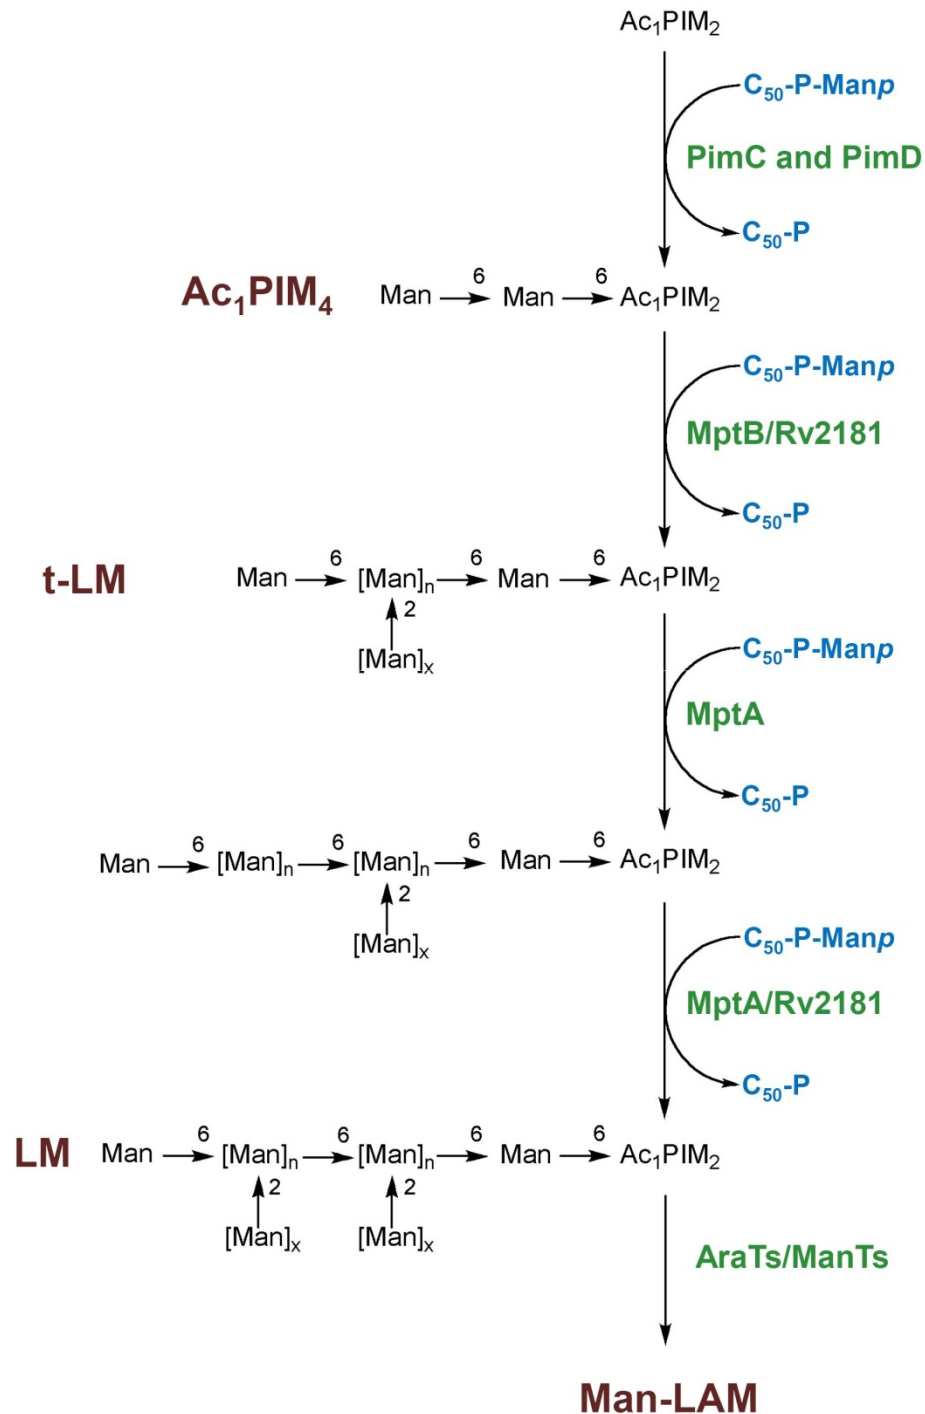 Ac₁PIM₂
C₅₀-P-Manp
PimC and PimD
C₅₀-P
Ac₁PIM₄ Man 6 Man 6 Ac₁PIM₂
C₅₀-P-Manp
MptB/Rv2181
C₅₀-P
t-LM Man 6 [Man]ₙ 6 Man 6 Ac₁PIM₂
2
[Man]ₓ
C₅₀-P-Manp
MptA
C₅₀-P
Man 6 [Man]ₙ 6 [Man]ₙ 6 Man 6 Ac₁PIM₂
2
[Man]ₓ
C₅₀-P-Manp
MptA/Rv2181
C₅₀-P
LM Man 6 [Man]ₙ 6 [Man]ₙ 6 Man 6 Ac₁PIM₂
2 2
[Man]ₓ [Man]ₓ
AraTs/ManTs
Man-LAM